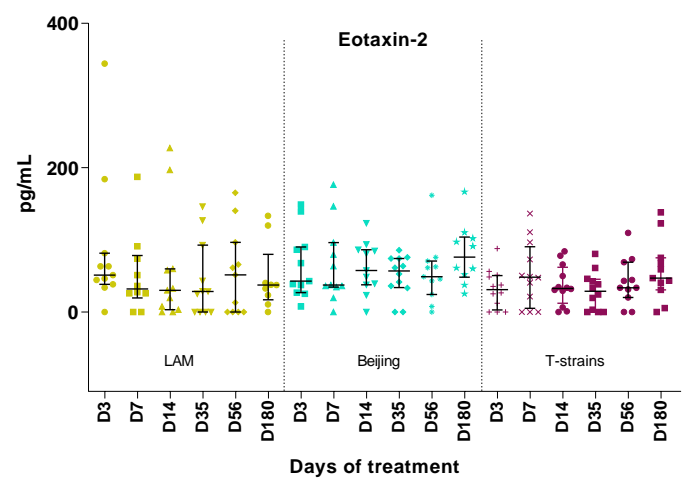 Eotaxin-2
pg/mL
400
200
0
LAM
Beijing
T-strains
D3 D7 D14 D35 D56 D180 D3 D7 D14 D35 D56 D180 D3 D7 D14 D35 D56 D180
Days of treatment